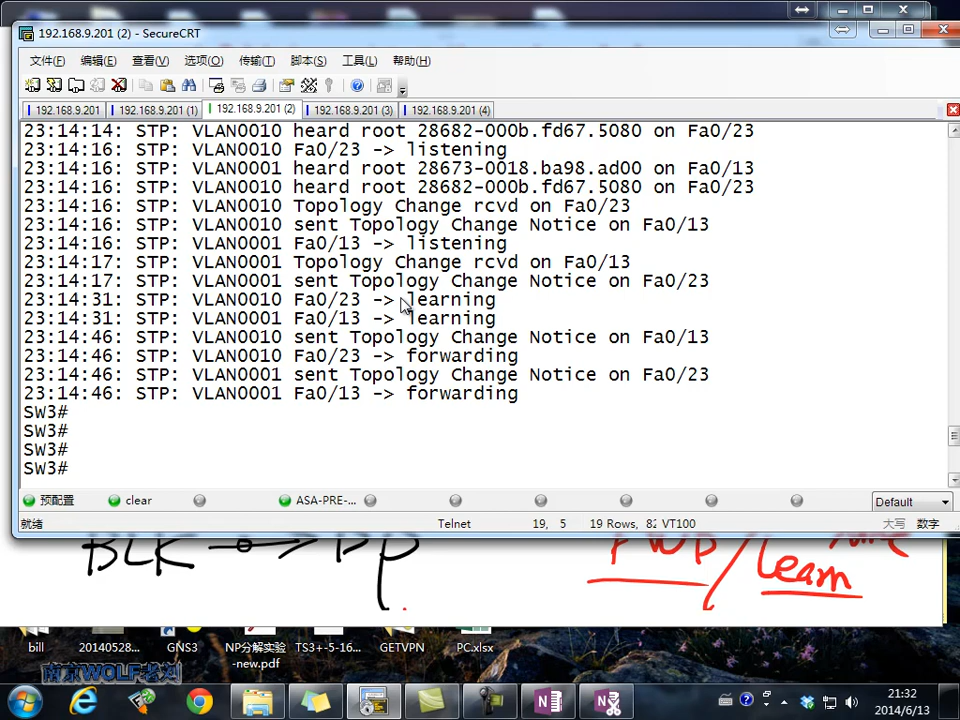 192.168.9.201 (2) - SecureCRT
文件(F) 编辑(E) 查看(V) 选项(O) 传输(T) 脚本(S) 工具(L) 帮助(H)
192.168.9.201 192.168.9.201 (1) 192.168.9.201 (2) 192.168.9.201 (3) 192.168.9.201 (4)
23:14:14: STP: VLAN0010 heard root 28682-000b.fd67.5080 on Fa0/23
23:14:16: STP: VLAN0010 Fa0/23 -> listening
23:14:16: STP: VLAN0001 heard root 28673-0018.ba98.ad00 on Fa0/13
23:14:16: STP: VLAN0010 heard root 28682-000b.fd67.5080 on Fa0/23
23:14:16: STP: VLAN0010 Topology Change rcvd on Fa0/23
23:14:16: STP: VLAN0010 sent Topology Change Notice on Fa0/13
23:14:16: STP: VLAN0001 Fa0/13 -> listening
23:14:17: STP: VLAN0001 Topology Change rcvd on Fa0/13
23:14:17: STP: VLAN0001 sent Topology Change Notice on Fa0/23
23:14:31: STP: VLAN0010 Fa0/23 -> learning
23:14:31: STP: VLAN0001 Fa0/13 -> learning
23:14:46: STP: VLAN0010 sent Topology Change Notice on Fa0/13
23:14:46: STP: VLAN0010 Fa0/23 -> forwarding
23:14:46: STP: VLAN0001 sent Topology Change Notice on Fa0/23
23:14:46: STP: VLAN0001 Fa0/13 -> forwarding
SW3#
SW3#
SW3#
SW3#
预配置 clear ASA-PRE-... Default
就绪 Telnet 19, 5 19 Rows, 82 VT100 大写 数字
BLK
Learn
bill 20140528... GNS3 NP分解实验-new.pdf TS3+-5-16... GETVPN PC.xlsx
21:32
2014/6/13